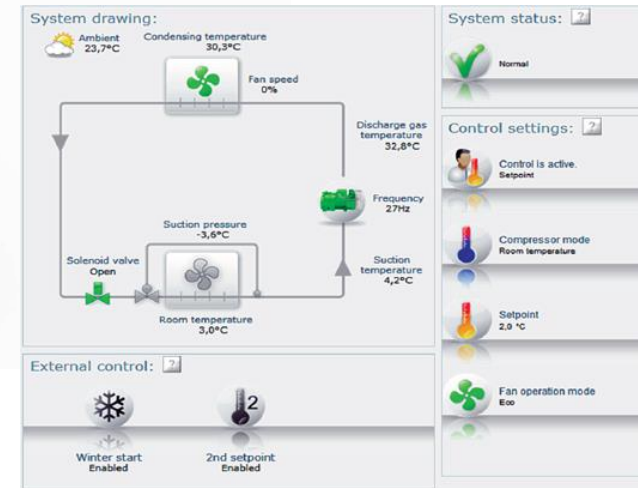 System drawing:
Ambient
23,7°C
Condensing temperature
30,3°C
Fan speed
0%
Discharge gas
temperature
32,8°C
Frequency
27Hz
Suction pressure
-3,6°C
Solenoid valve
Open
Suction
temperature
4,2°C
Room temperature
3,0°C
External control: ?
2
Winter start
Enabled
2nd setpoint
Enabled
System status: ?
Normal
Control settings: ?
Control is active.
Setpoint
Compressor mode
Room temperature
Setpoint
2,0 °C
Fan operation mode
Eco